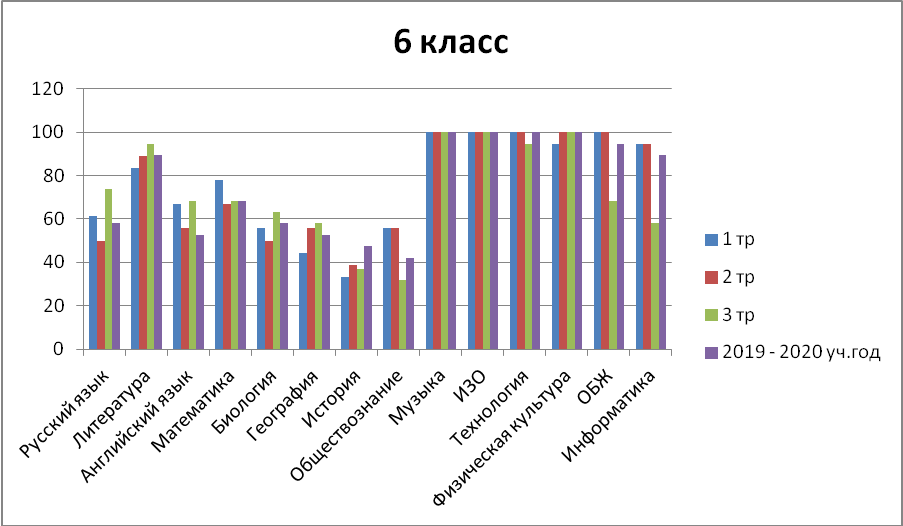 6 класс
120
100
80
60
40
20
0
Русский язык
Литература
Английский язык
Математика
Биология
География
История
Обществознание
Музыка
ИЗО
Технология
Физическая культура
ОБЖ
Информатика
1 тр
2 тр
3 тр
2019 - 2020 уч.год